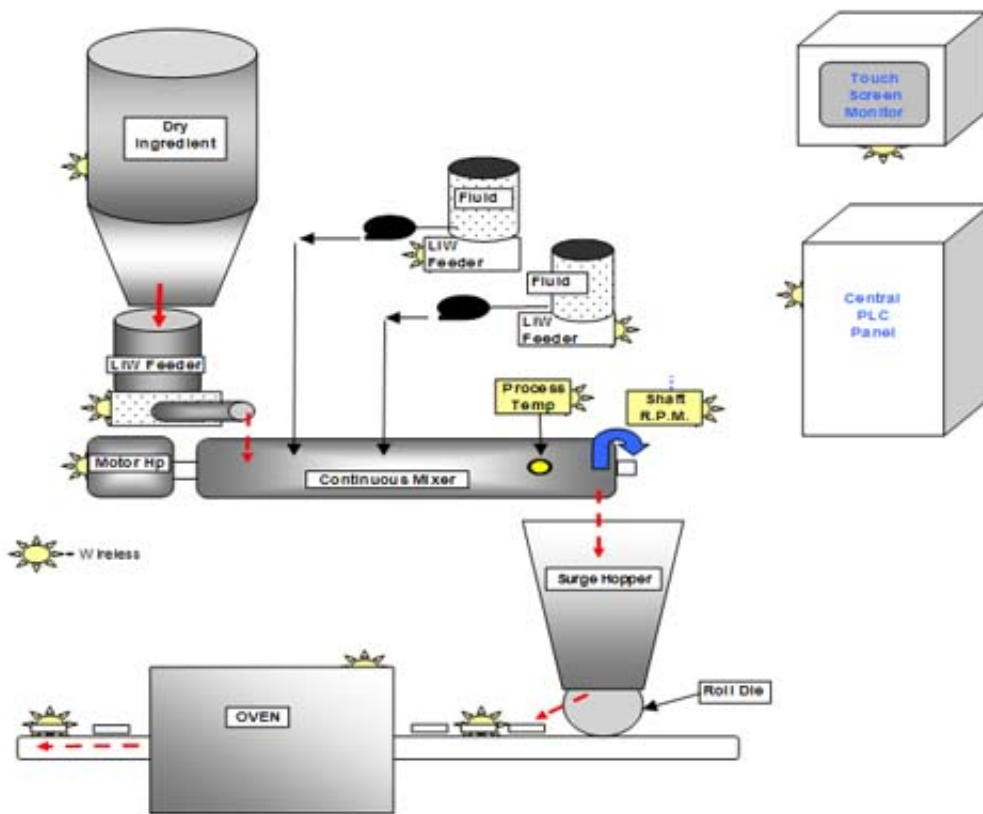 Dry
Ingredient
Touch
Screen
Monitor
Fluid
LIW
Feeder
Fluid
LIW
Feeder
Central
PLC
Panel
LIW Feeder
Process
Temp
Shaft
R.P.M.
Motor Hp
Continuous Mixer
Wireless
Surge Hopper
Roll Die
OVEN